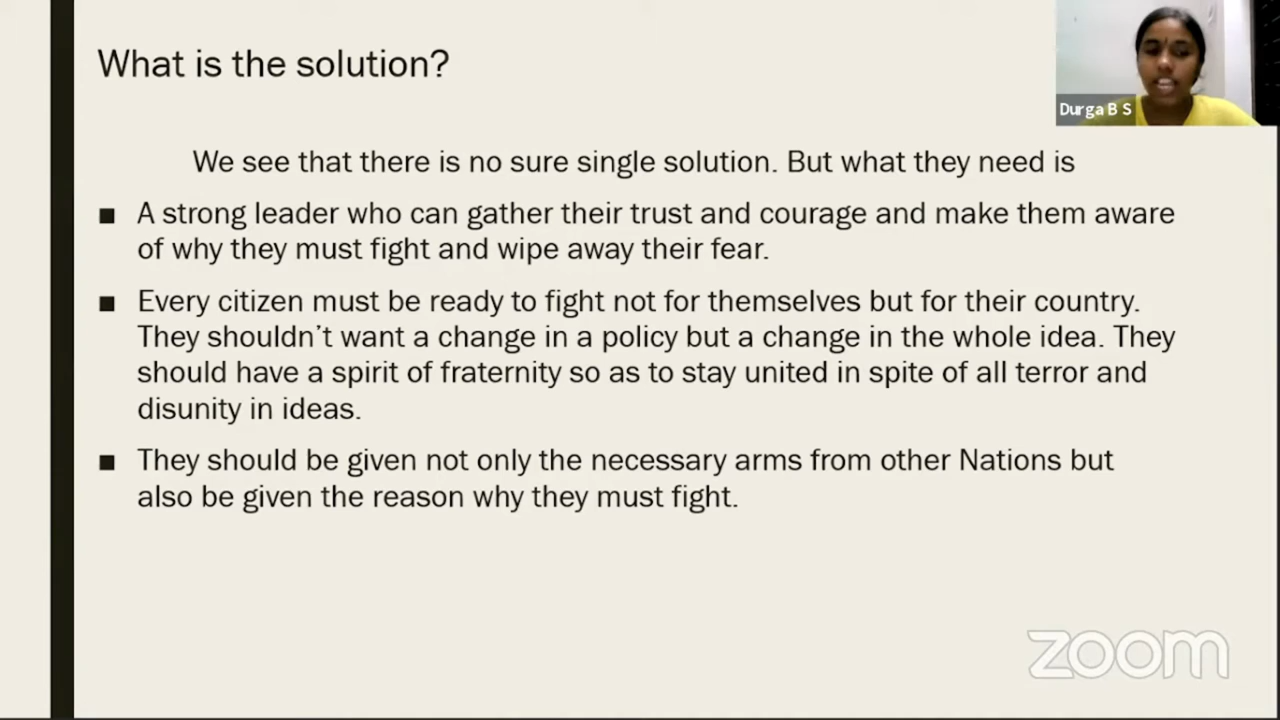 What is the solution?
Durga B S
We see that there is no sure single solution. But what they need is
■ A strong leader who can gather their trust and courage and make them aware
of why they must fight and wipe away their fear.
■ Every citizen must be ready to fight not for themselves but for their country.
They shouldn’t want a change in a policy but a change in the whole idea. They
should have a spirit of fraternity so as to stay united in spite of all terror and
disunity in ideas.
■ They should be given not only the necessary arms from other Nations but
also be given the reason why they must fight.
zoom